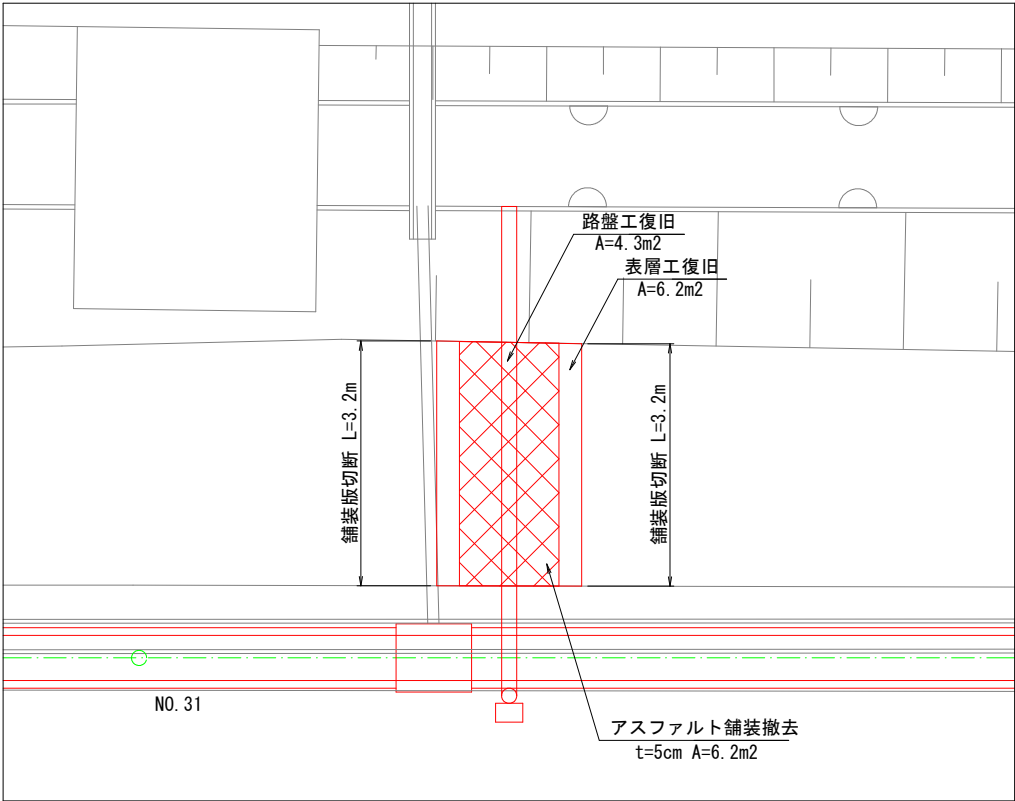 路盤工復旧
A=4.3m2
表層工復旧
A=6.2m2
舗装版切断 L=3.2m
舗装版切断 L=3.2m
NO.31
アスファルト舗装撤去
t=5cm A=6.2m2